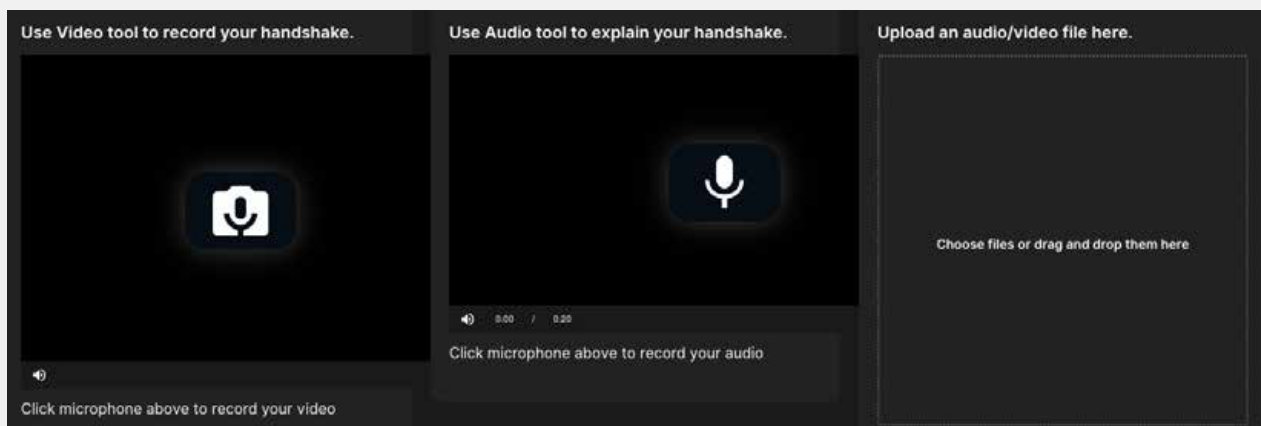 Use Video tool to record your handshake.
Click microphone above to record your video
Use Audio tool to explain your handshake.
0:00 / 0:20
Click microphone above to record your audio
Upload an audio/video file here.
Choose files or drag and drop them here